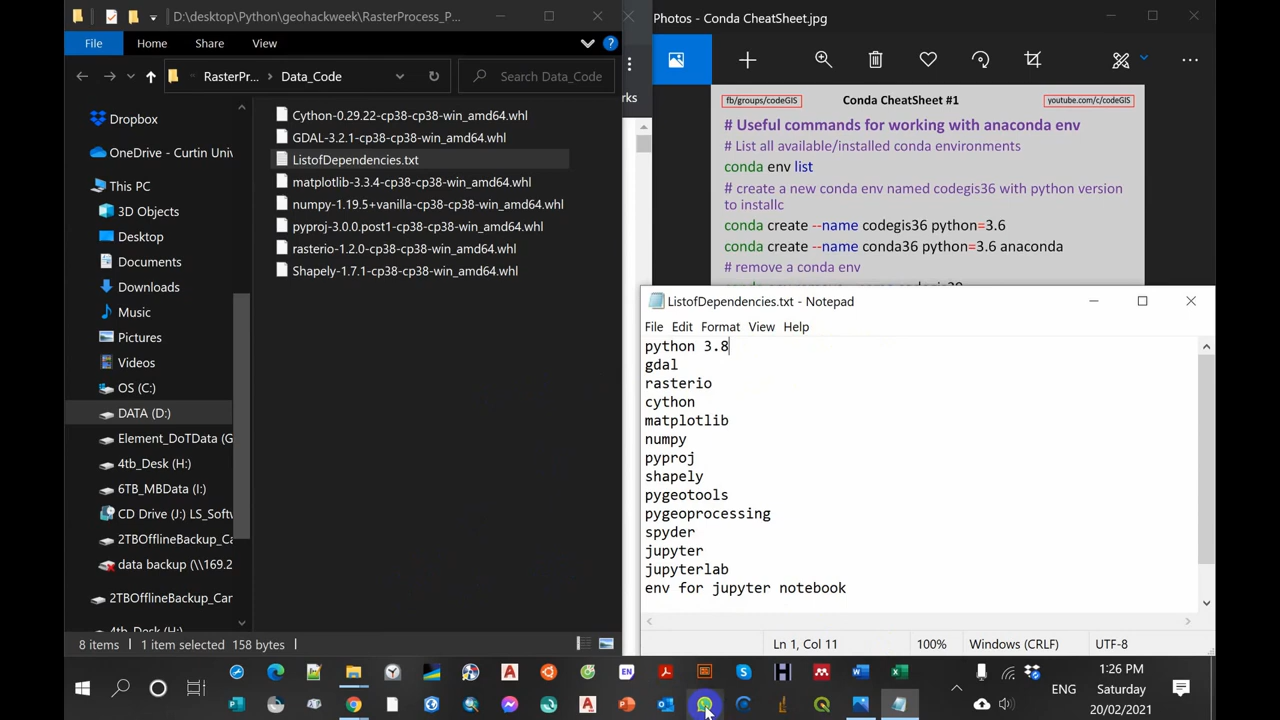 D:\desktop\Python\geohackweek\RasterProcess_P...
File
Home
Share
View
RasterPr...
Data_Code
Search Data_Code
Dropbox
OneDrive - Curtin Uni
This PC
3D Objects
Desktop
Documents
Downloads
Music
Pictures
Videos
OS (C:)
DATA (D:)
Element_DoTData (G
4tb_Desk (H:)
6TB_MBData (I:)
CD Drive (J:) LS_Softw
2TBOfflineBackup_Ca
data backup (\\169.2
2TBOfflineBackup_Car
4tb_Desk (H:)
Cython-0.29.22-cp38-cp38-win_amd64.whl
GDAL-3.2.1-cp38-cp38-win_amd64.whl
ListofDependencies.txt
matplotlib-3.3.4-cp38-cp38-win_amd64.whl
numpy-1.19.5+vanilla-cp38-cp38-win_amd64.whl
pyproj-3.0.0.post1-cp38-cp38-win_amd64.whl
rasterio-1.2.0-cp38-cp38-win_amd64.whl
Shapely-1.7.1-cp38-cp38-win_amd64.whl
8 items
1 item selected 158 bytes
rks
Photos - Conda CheatSheet.jpg
fb/groups/codeGIS
Conda CheatSheet #1
youtube.com/c/codeGIS
# Useful commands for working with anaconda env
# List all available/installed conda environments
conda env list
# create a new conda env named codegis36 with python version
to installc
conda create --name codegis36 python=3.6
conda create --name conda36 python=3.6 anaconda
# remove a conda env
ListofDependencies.txt - Notepad
File Edit Format View Help
python 3.8
gdal
rasterio
cython
matplotlib
numpy
pyproj
shapely
pygeotools
pygeoprocessing
spyder
jupyter
jupyterlab
env for jupyter notebook
Ln 1, Col 11
100%
Windows (CRLF)
UTF-8
EN
ENG
1:26 PM
Saturday
20/02/2021